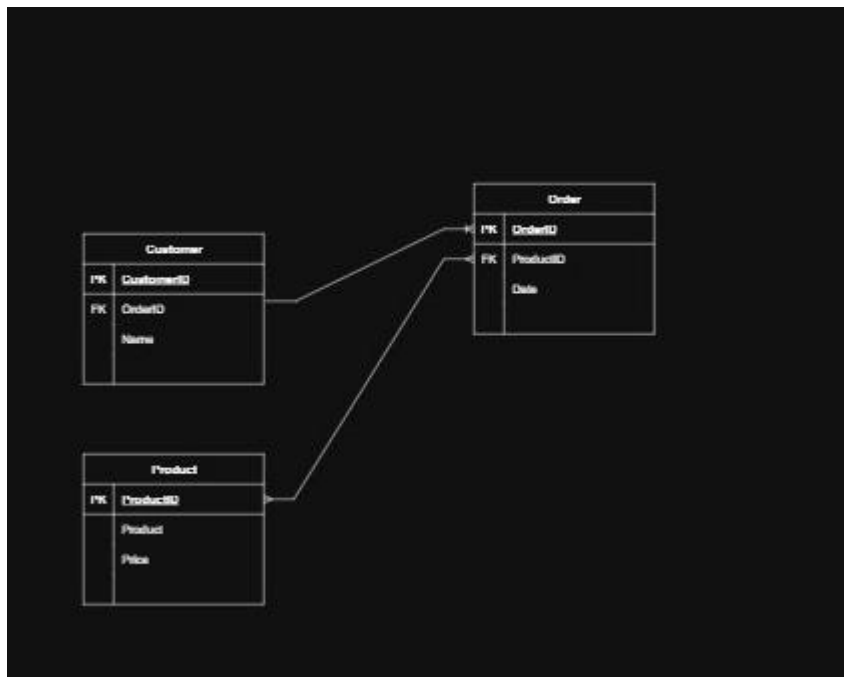 Order
PK OrderID
FK ProductID
Date
Customer
PK CustomerID
FK OrderID
Name
Product
PK ProductID
Product
Price